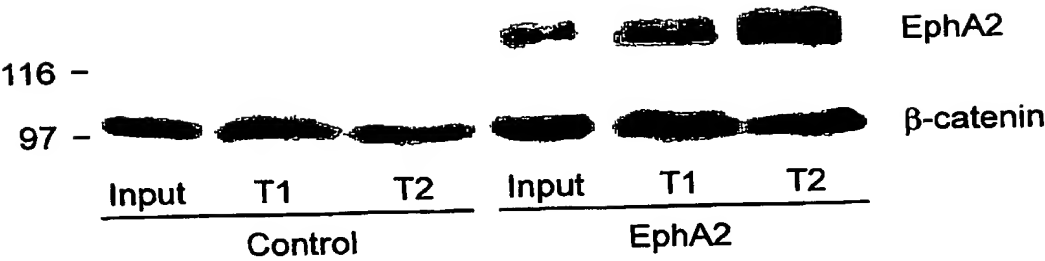 EphA2
116 –
97 –
β-catenin
Input T1 T2 Input T1 T2
Control EphA2